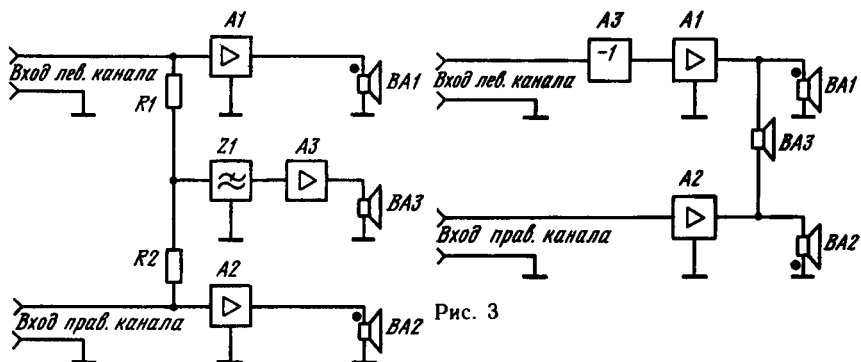 A1
Вход лев. канала
R1
BA1
Z1
A3
BA3
R2
A2
Вход прав. канала
BA2
A3
A1
-1
Вход лев. канала
BA1
BA3
A2
Вход прав. канала
BA2
Рис. 3